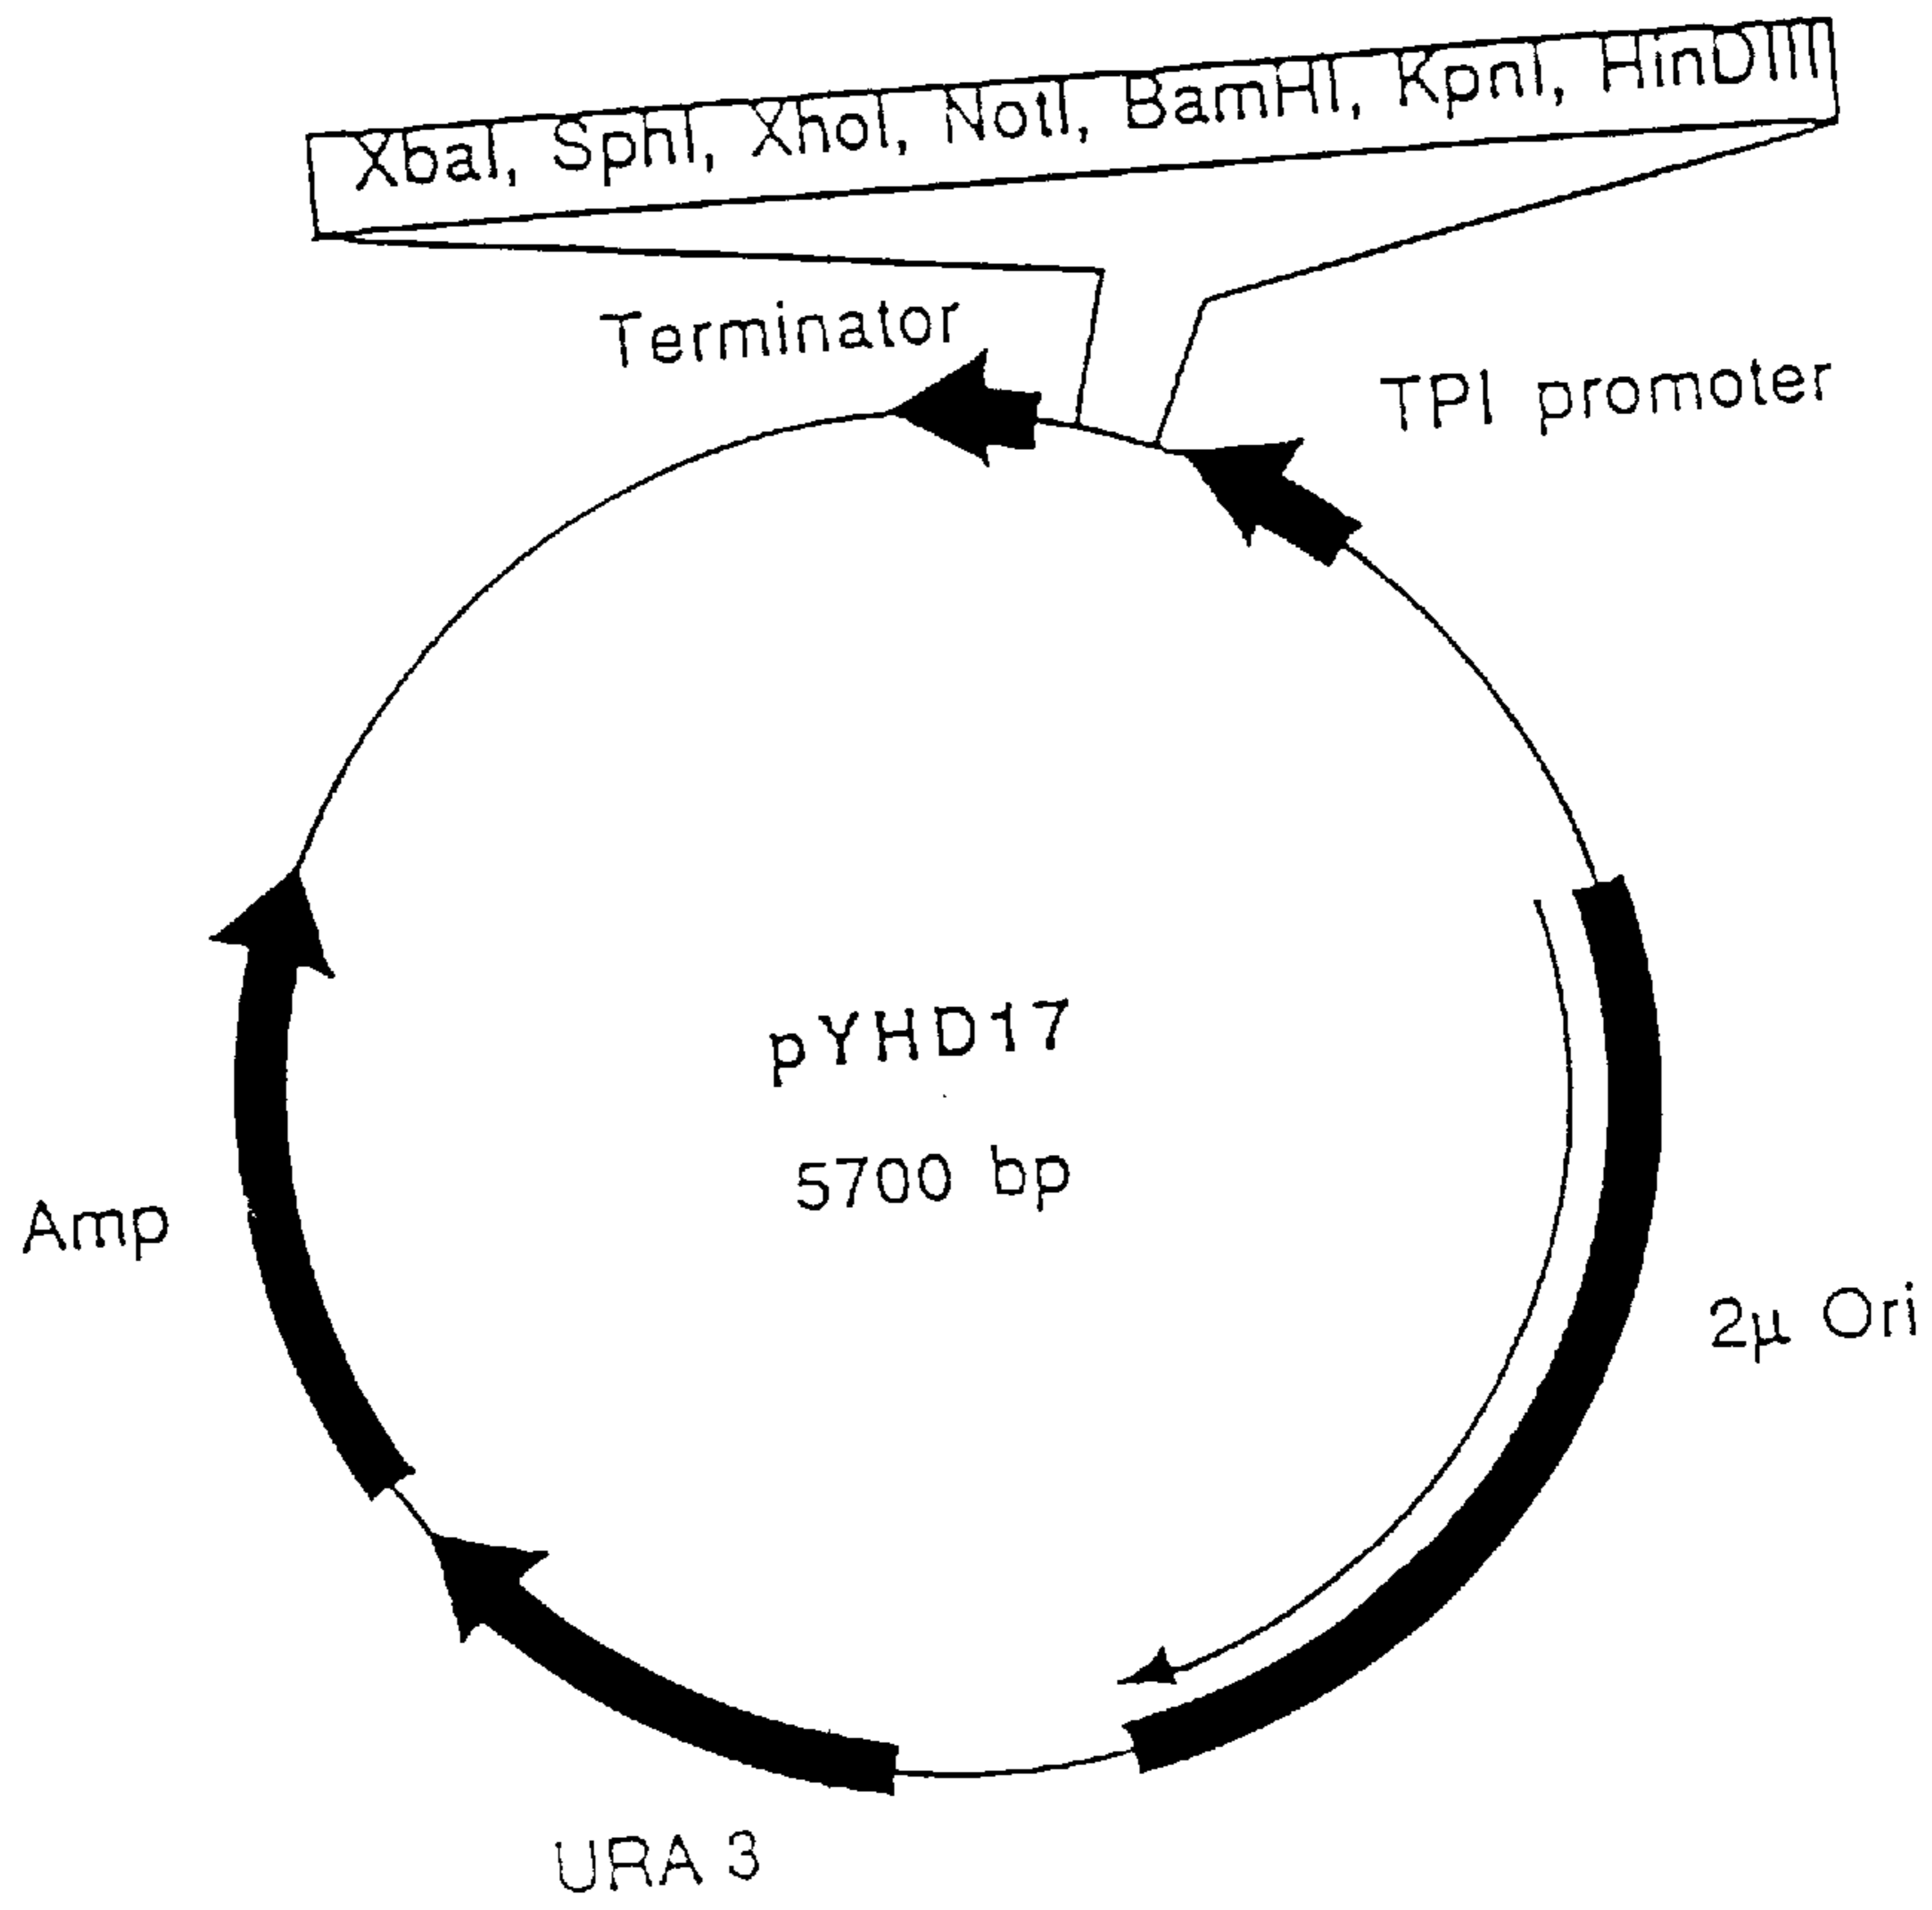 XbaI, SphI, XhoI, NotI, BamHI, KpnI, HinDIII
Terminator
TPI promoter
pYHD17
5700 bp
Amp
2μ Ori
URA 3